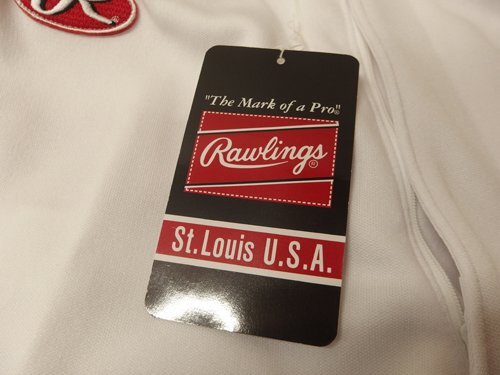 "The Mark of a Pro"®
Rawlings®
St.Louis U.S.A.